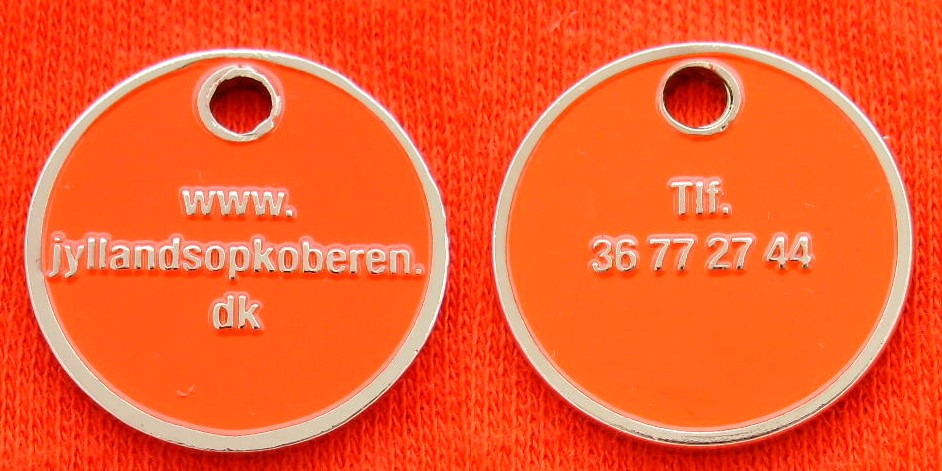 www.
jyllandsopkoberen.
dk
Tlf.
36 77 27 44